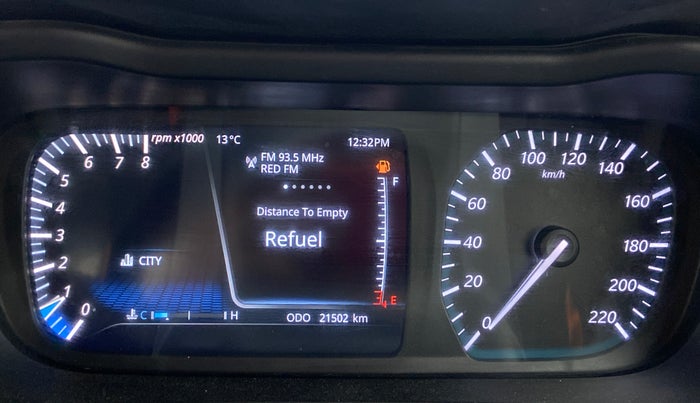 rpm x1000
0
1
2
3
4
5
6
7
8
13°C
12:32PM
FM 93.5 MHz
RED FM
Distance To Empty
Refuel
F
E
CITY
C
H
ODO 21502 km
0
20
40
60
80
100
120
140
160
180
200
220
km/h